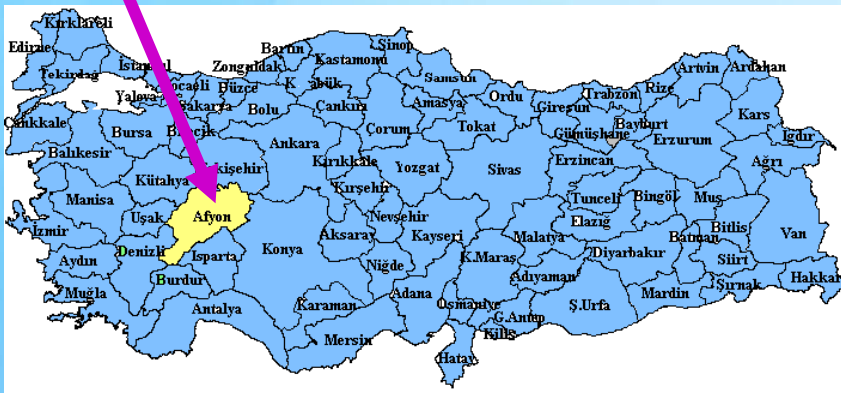 Kırklareli
Edirne
Tekirdağ
İstanbul
Yalova
Kocaeli
Sakarya
Düzce
Zonguldak
Bartın
Kastamonu
Sinop
K abük
Bolu
Çankırı
Samsun
Amasya
Çorum
Tokat
Ordu
Giresun
Trabzon
Rize
Artvin
Ardahan
Kars
Iğdır
Gümüşhane
Bayburt
Erzurum
Ağrı
Çankkale
Bursa
Balıkesir
Kütahya
kişehir
Ankara
Kırıkkale
Yozgat
Sivas
Erzincan
Kırşehir
Manisa
Uşak
Afyon
İzmir
Aydın
Denizli
Isparta
Burdur
Muğla
Antalya
Konya
Aksaray
Nevşehir
Kayseri
Niğde
Karaman
Mersin
Adana
Osmaniye
Hatay
K.Maraş
Malatya
Adıyaman
G.Antep
Kilis
Ş.Urfa
Tunceli
Elazığ
Bingöl
Muş
Diyarbakır
Batman
Bitlis
Siirt
Mardin
Şırnak
Van
Hakkar